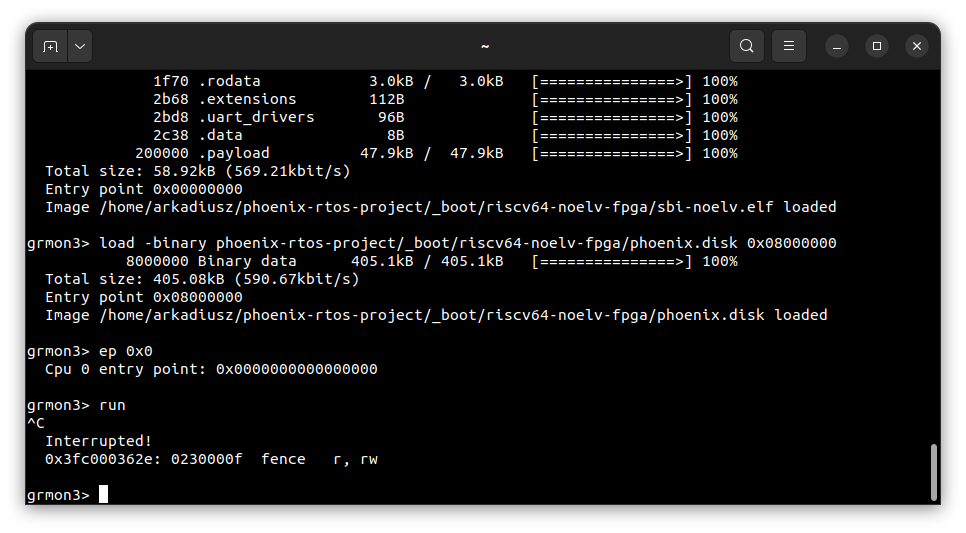 ~
1f70 .rodata 3.0kB / 3.0kB [===============>] 100%
2b68 .extensions 112B [===============>] 100%
2bd8 .uart_drivers 96B [===============>] 100%
2c38 .data 8B [===============>] 100%
200000 .payload 47.9kB / 47.9kB [===============>] 100%
Total size: 58.92kB (569.21kbit/s)
Entry point 0x00000000
Image /home/arkadiusz/phoenix-rtos-project/_boot/riscv64-noelv-fpga/sbi-noelv.elf loaded
grmon3> load -binary phoenix-rtos-project/_boot/riscv64-noelv-fpga/phoenix.disk 0x08000000
8000000 Binary data 405.1kB / 405.1kB [===============>] 100%
Total size: 405.08kB (590.67kbit/s)
Entry point 0x08000000
Image /home/arkadiusz/phoenix-rtos-project/_boot/riscv64-noelv-fpga/phoenix.disk loaded
grmon3> ep 0x0
Cpu 0 entry point: 0x0000000000000000
grmon3> run
^C
Interrupted!
0x3fc000362e: 0230000f fence r, rw
grmon3>